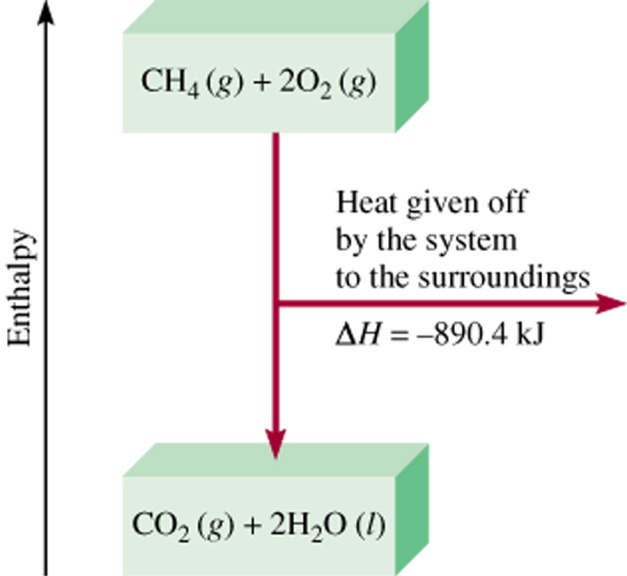 CH₄ (g) + 2O₂ (g)
Heat given off
by the system
to the surroundings
ΔH = –890.4 kJ
Enthalpy
CO₂ (g) + 2H₂O (l)